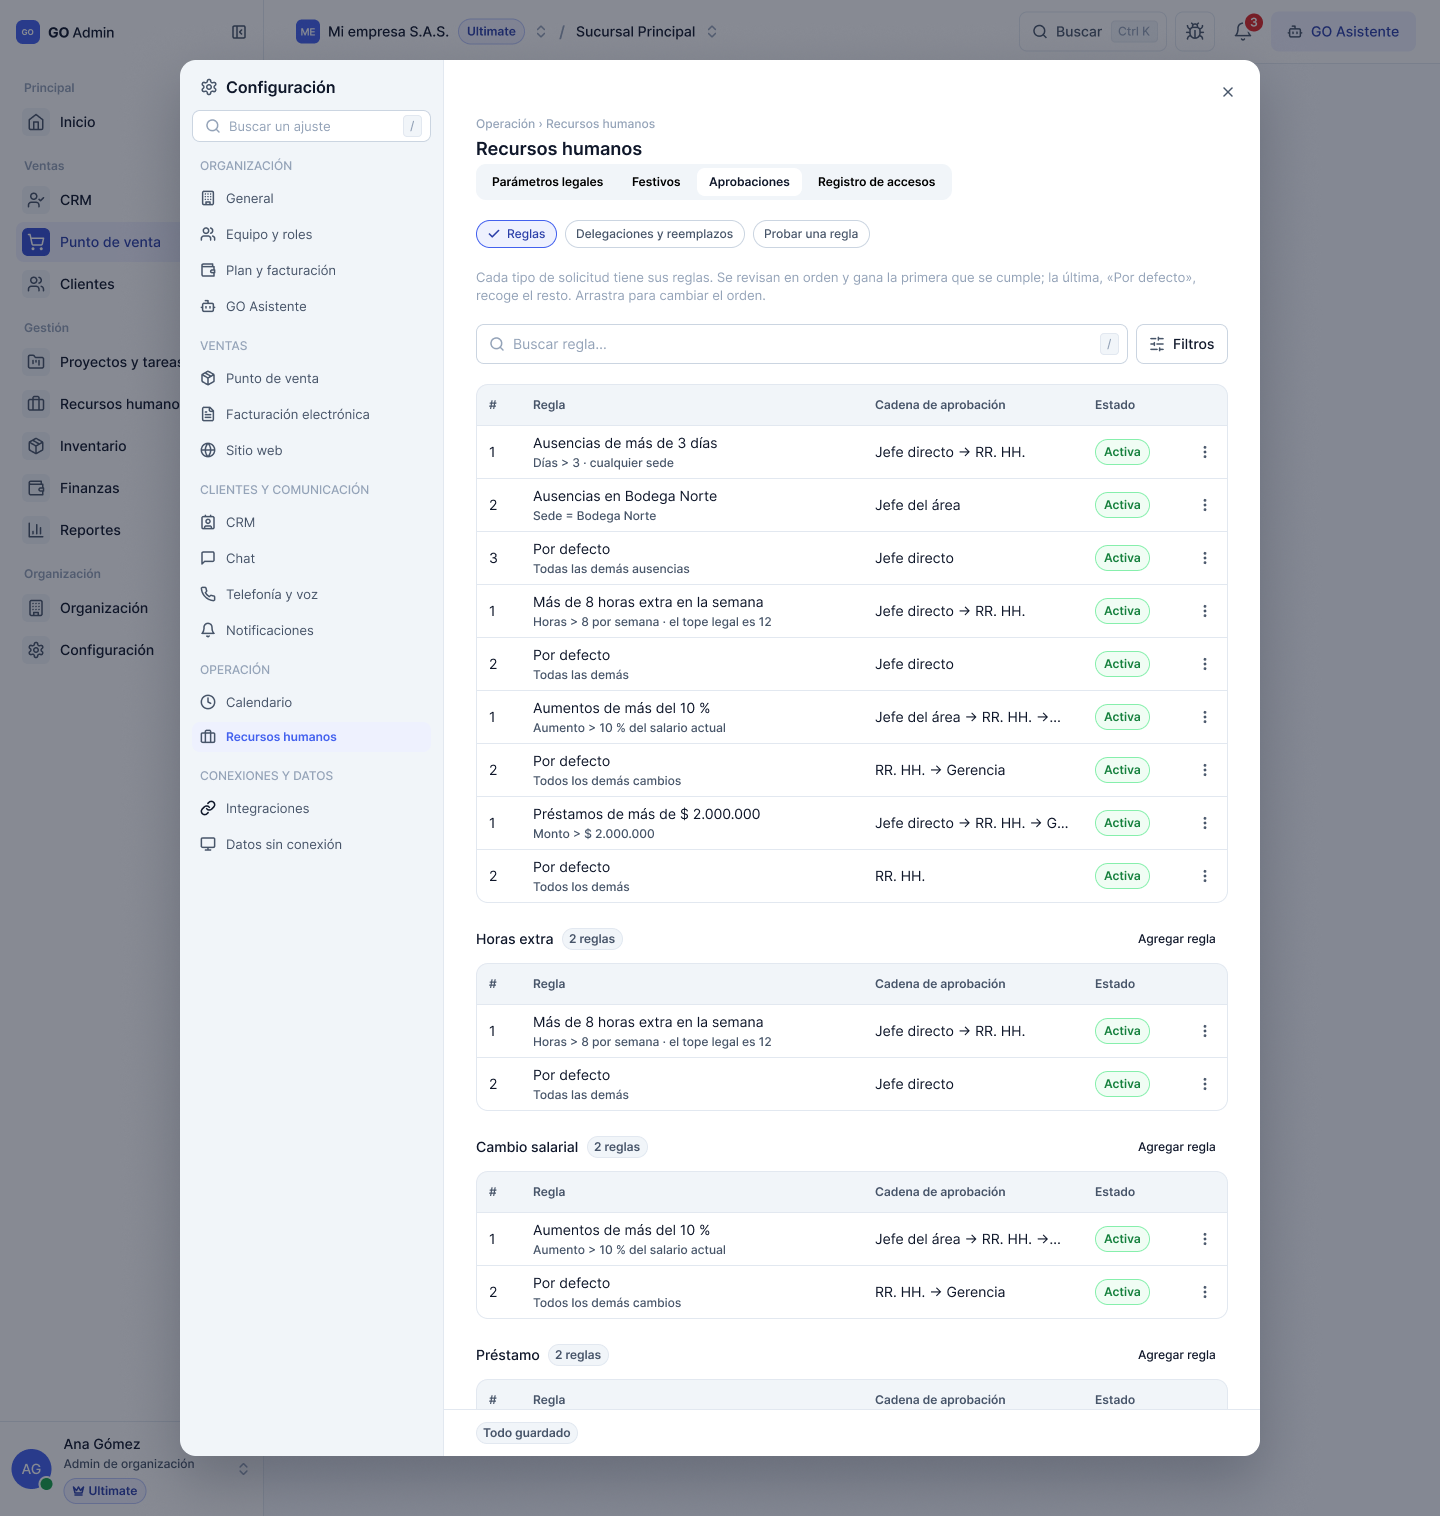 GO
GO Admin
ME
Mi empresa S.A.S.
Ultimate
/
Sucursal Principal
Buscar
Ctrl K
3
GO Asistente
Principal
Inicio
Ventas
CRM
Punto de venta
Clientes
Gestión
Proyectos y tareas
Recursos humano
Inventario
Finanzas
Reportes
Organización
Organización
Configuración
AG
Ana Gómez
Admin de organización
Ultimate
Configuración
Buscar un ajuste
/
ORGANIZACIÓN
General
Equipo y roles
Plan y facturación
GO Asistente
VENTAS
Punto de venta
Facturación electrónica
Sitio web
CLIENTES Y COMUNICACIÓN
CRM
Chat
Telefonía y voz
Notificaciones
OPERACIÓN
Calendario
Recursos humanos
CONEXIONES Y DATOS
Integraciones
Datos sin conexión
Operación › Recursos humanos
Recursos humanos
Parámetros legales
Festivos
Aprobaciones
Registro de accesos
Reglas
Delegaciones y reemplazos
Probar una regla
Cada tipo de solicitud tiene sus reglas. Se revisan en orden y gana la primera que se cumple; la última, «Por defecto»,
recoge el resto. Arrastra para cambiar el orden.
Buscar regla...
/
Filtros
# Regla Cadena de aprobación Estado
1 Ausencias de más de 3 días Jefe directo → RR. HH. Activa
Días > 3 · cualquier sede
2 Ausencias en Bodega Norte Jefe del área Activa
Sede = Bodega Norte
3 Por defecto Jefe directo Activa
Todas las demás ausencias
1 Más de 8 horas extra en la semana Jefe directo → RR. HH. Activa
Horas > 8 por semana · el tope legal es 12
2 Por defecto Jefe directo Activa
Todas las demás
1 Aumentos de más del 10 % Jefe del área → RR. HH. →... Activa
Aumento > 10 % del salario actual
2 Por defecto RR. HH. → Gerencia Activa
Todos los demás cambios
1 Préstamos de más de $ 2.000.000 Jefe directo → RR. HH. → G... Activa
Monto > $ 2.000.000
2 Por defecto RR. HH. Activa
Todos los demás
Horas extra 2 reglas Agregar regla
# Regla Cadena de aprobación Estado
1 Más de 8 horas extra en la semana Jefe directo → RR. HH. Activa
Horas > 8 por semana · el tope legal es 12
2 Por defecto Jefe directo Activa
Todas las demás
Cambio salarial 2 reglas Agregar regla
# Regla Cadena de aprobación Estado
1 Aumentos de más del 10 % Jefe del área → RR. HH. →... Activa
Aumento > 10 % del salario actual
2 Por defecto RR. HH. → Gerencia Activa
Todos los demás cambios
Préstamo 2 reglas Agregar regla
# Regla Cadena de aprobación Estado
Todo guardado